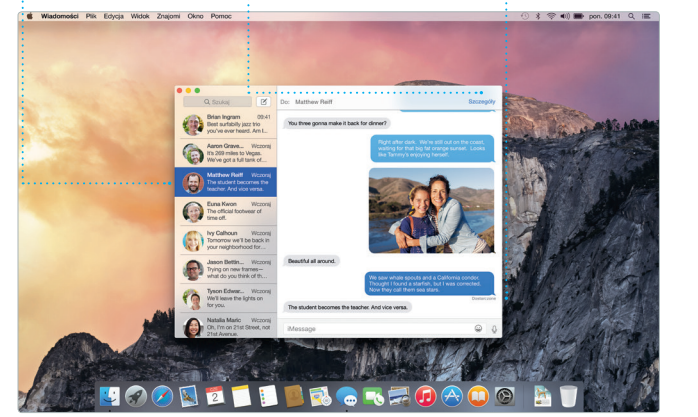 Wiadomości Plik Edycja Widok Znajomi Okno Pomoc
pon. 09:41
Szukaj
Do: Matthew Reiff
Szczegóły
Brian Ingram 09:41
Best surfabilly jazz trio
you've ever heard. Am I...
Aaron Grave... Wczoraj
It's 269 miles to Vegas.
We've got a full tank of...
Matthew Reiff Wczoraj
The student becomes the
teacher. And vice versa.
Euna Kwon Wczoraj
The official footwear of
time off.
Ivy Calhoun Wczoraj
Tomorrow we'll be back in
your neighborhood for...
Jason Bettin... Wczoraj
Trying on new frames—
what do you think of th...
Tyson Edwar... Wczoraj
We'll leave the lights on
for you.
Natalia Maric Wczoraj
Oh, I'm on 21st Street, not
21st Avenue.
You three gonna make it back for dinner?
Right after dark. We're still out on the coast,
waiting for that big fat orange sunset. Looks
like Tammy's enjoying herself.
Beautiful all around.
We saw whale spouts and a California condor.
Thought I found a starfish, but I was corrected.
Now they call them sea stars.
Dostarczono
The student becomes the teacher. And vice versa.
iMessage
2